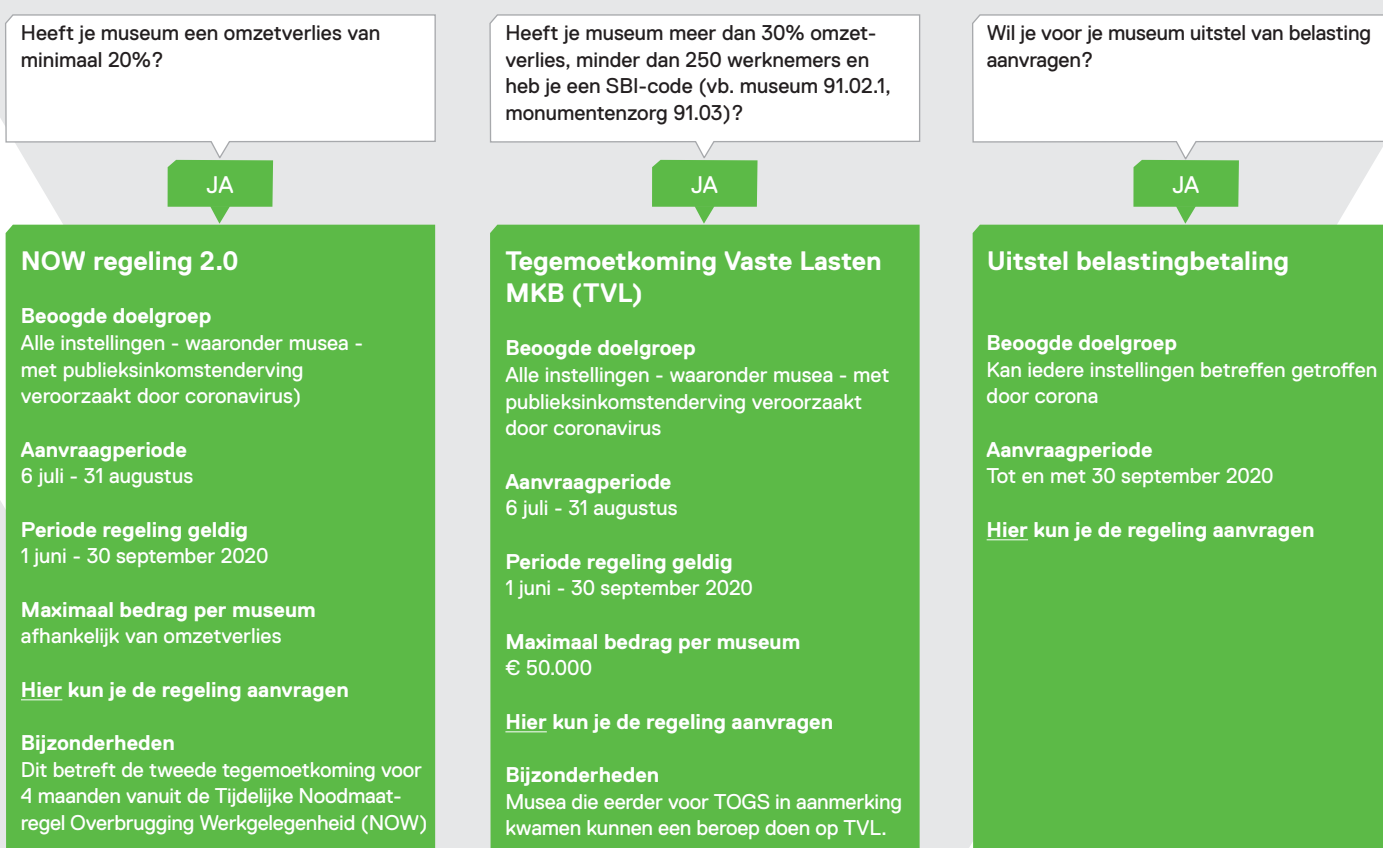 Heeft je museum een omzetverlies van
minimaal 20%?
JA
NOW regeling 2.0
Beoogde doelgroep
Alle instellingen - waaronder musea -
met publieksinkomstenderving
veroorzaakt door coronavirus)
Aanvraagperiode
6 juli - 31 augustus
Periode regeling geldig
1 juni - 30 september 2020
Maximaal bedrag per museum
afhankelijk van omzetverlies
Hier kun je de regeling aanvragen
Bijzonderheden
Dit betreft de tweede tegemoetkoming voor
4 maanden vanuit de Tijdelijke Noodmaat-
regel Overbrugging Werkgelegenheid (NOW)
Heeft je museum meer dan 30% omzet-
verlies, minder dan 250 werknemers en
heb je een SBI-code (vb. museum 91.02.1,
monumentenzorg 91.03)?
JA
Tegemoetkoming Vaste Lasten
MKB (TVL)
Beoogde doelgroep
Alle instellingen - waaronder musea - met
publieksinkomstenderving veroorzaakt
door coronavirus
Aanvraagperiode
6 juli - 31 augustus
Periode regeling geldig
1 juni - 30 september 2020
Maximaal bedrag per museum
€ 50.000
Hier kun je de regeling aanvragen
Bijzonderheden
Musea die eerder voor TOGS in aanmerking
kwamen kunnen een beroep doen op TVL.
Wil je voor je museum uitstel van belasting
aanvragen?
JA
Uitstel belastingbetaling
Beoogde doelgroep
Kan iedere instellingen betreffen getroffen
door corona
Aanvraagperiode
Tot en met 30 september 2020
Hier kun je de regeling aanvragen